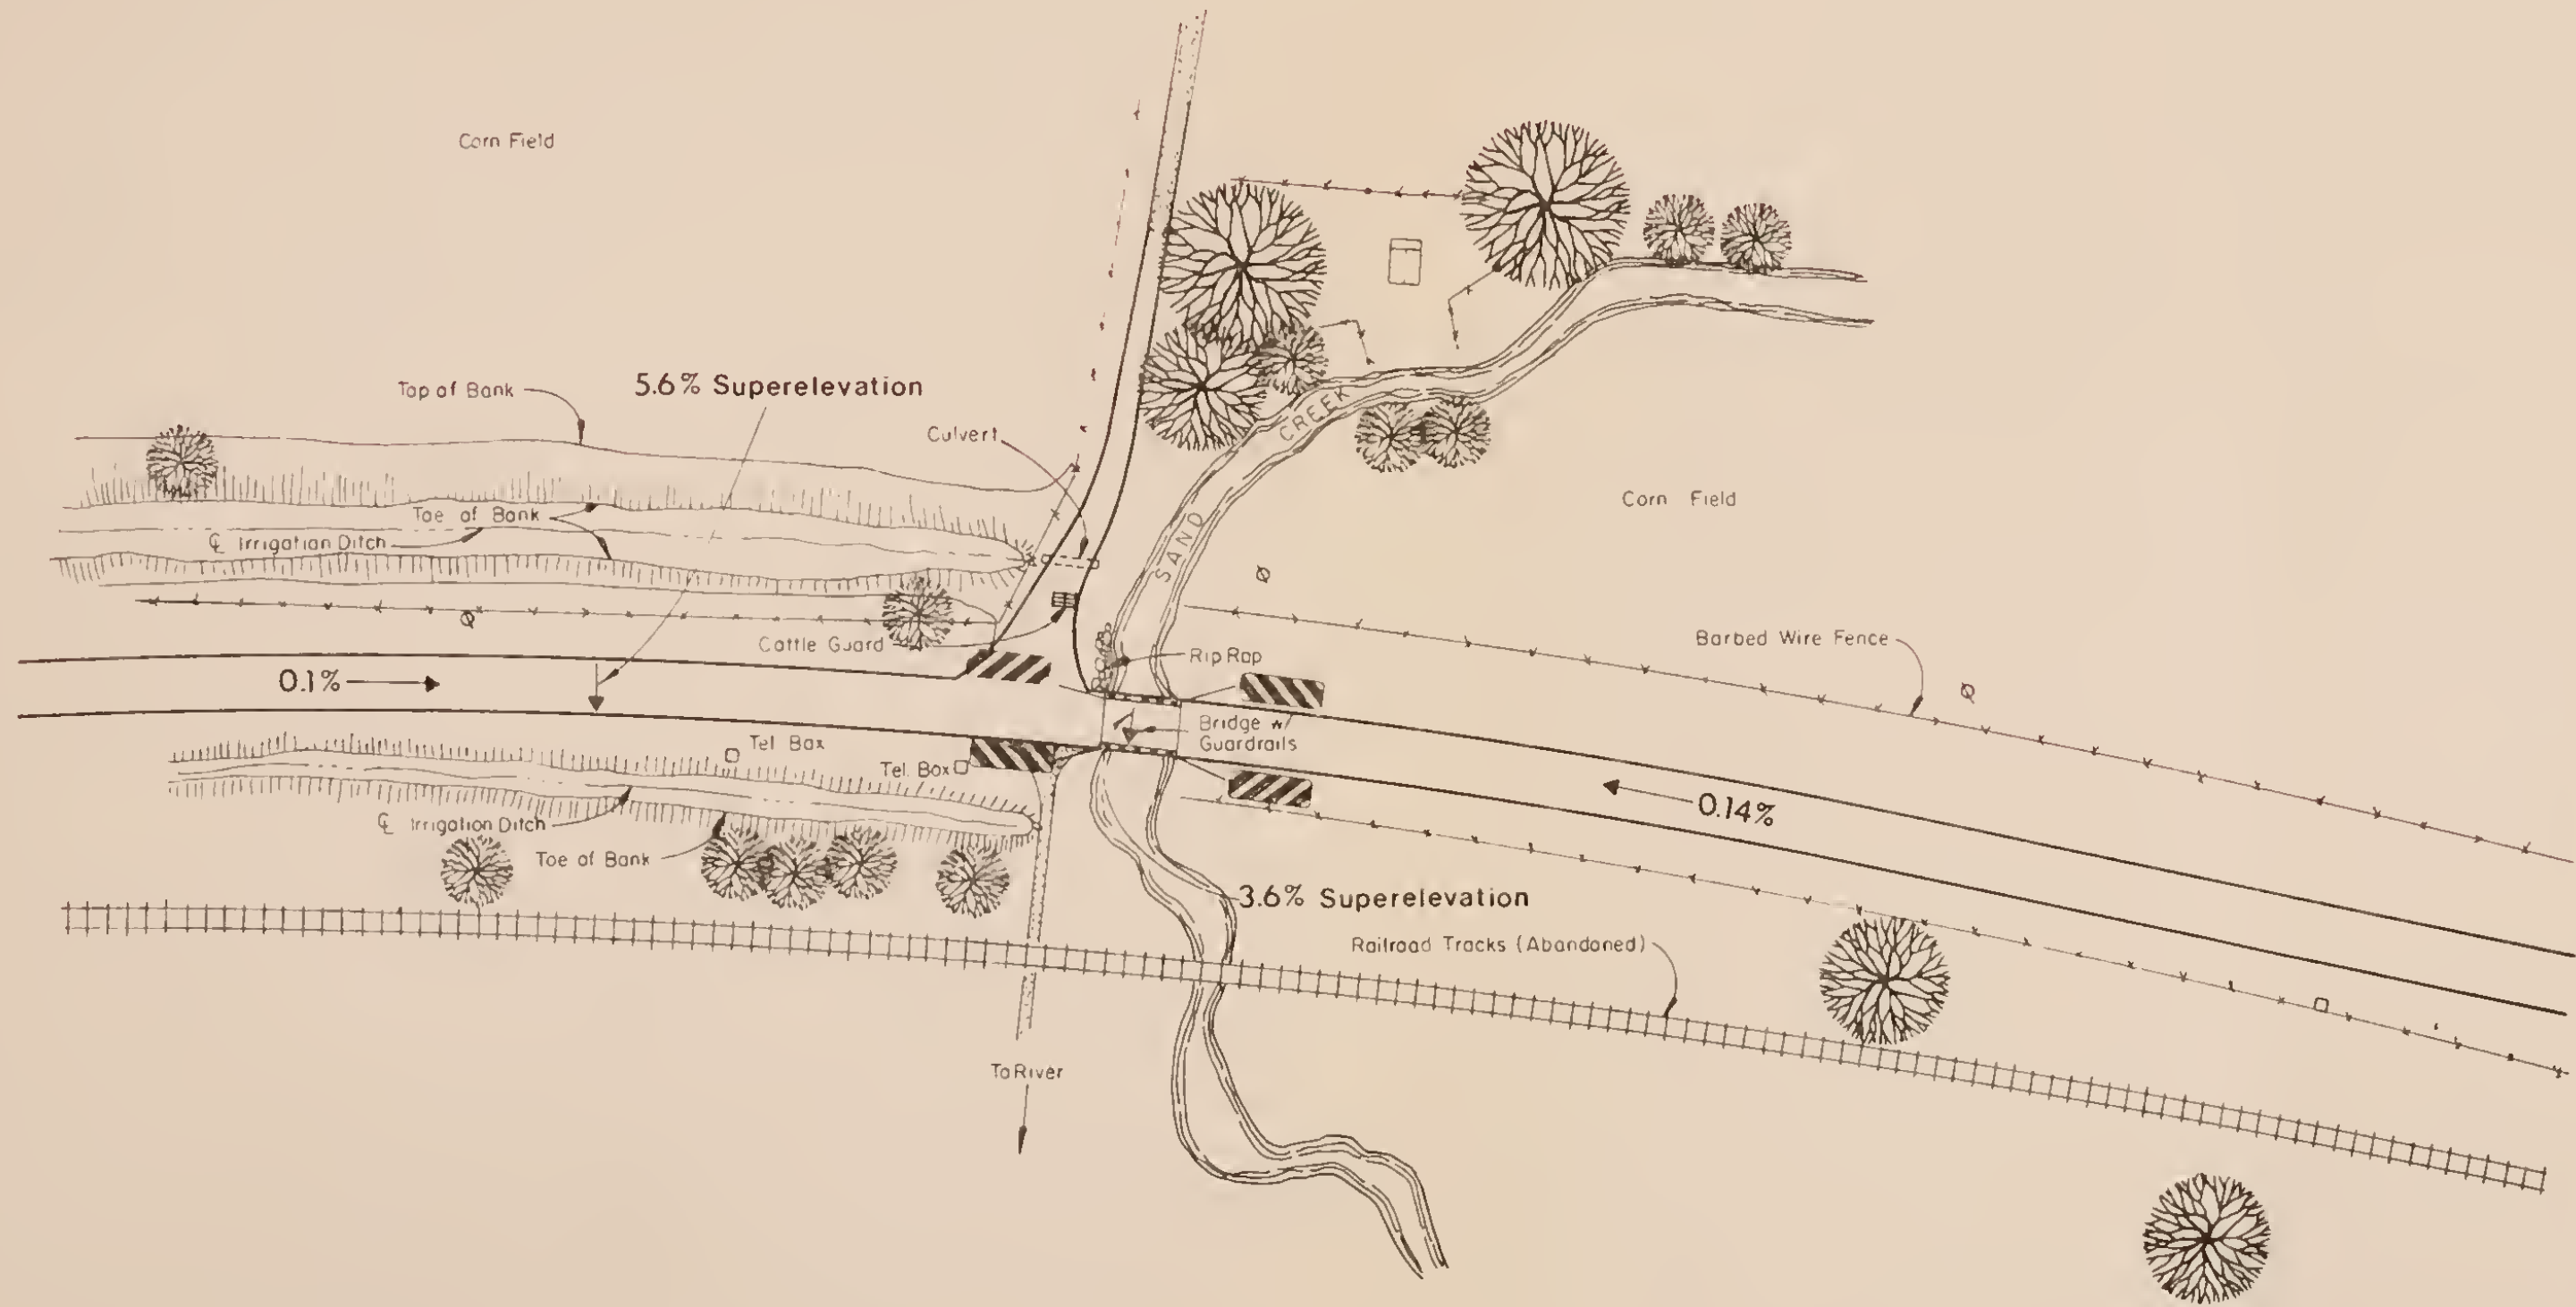 Corn Field
Top of Bank
5.6% Superelevation
Culvert
CREEK
Corn Field
Toe of Bank
℄ Irrigation Ditch
SAND
Cattle Guard
Rip Rap
Barbed Wire Fence
0.1%
Bridge w/
Guardrails
Tel. Box
Tel. Box
0.14%
℄ Irrigation Ditch
Toe of Bank
3.6% Superelevation
Railroad Tracks (Abandoned)
To River